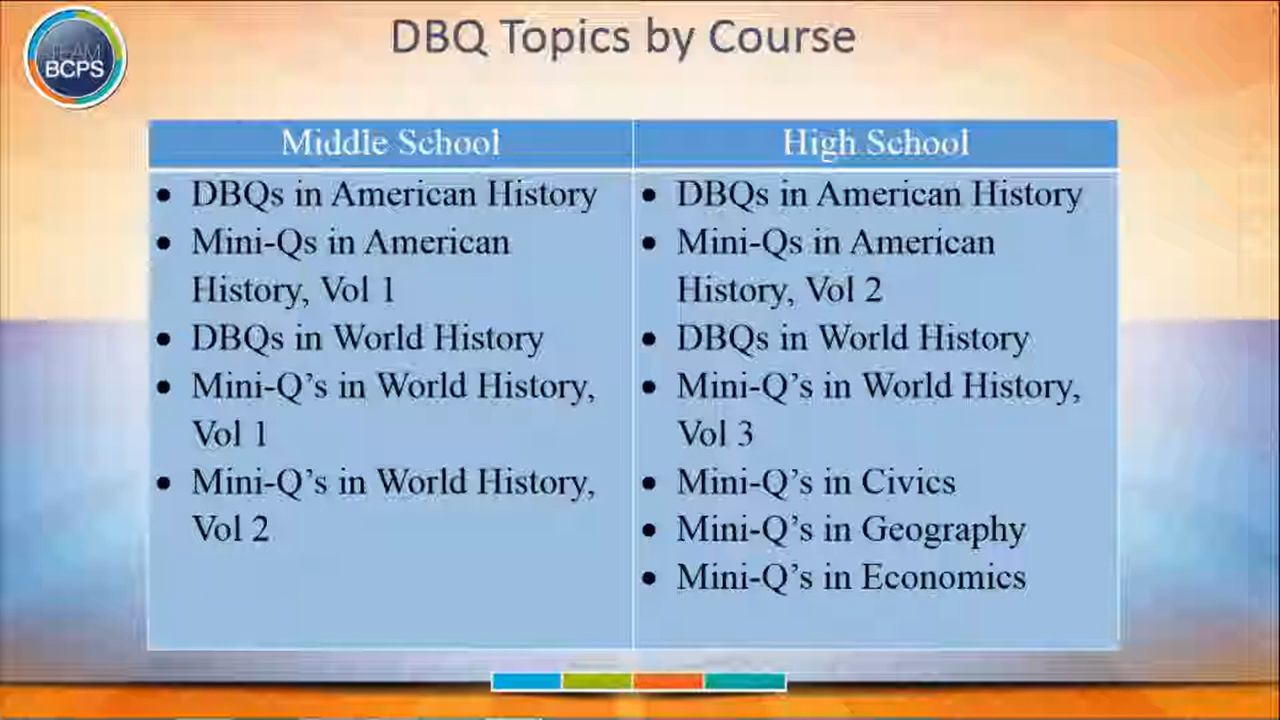 DBQ Topics by Course
TEAM
BCPS
Middle School
• DBQs in American History
• Mini-Qs in American
History, Vol 1
• DBQs in World History
• Mini-Q’s in World History,
Vol 1
• Mini-Q’s in World History,
Vol 2
High School
• DBQs in American History
• Mini-Qs in American
History, Vol 2
• DBQs in World History
• Mini-Q’s in World History,
Vol 3
• Mini-Q’s in Civics
• Mini-Q’s in Geography
• Mini-Q’s in Economics